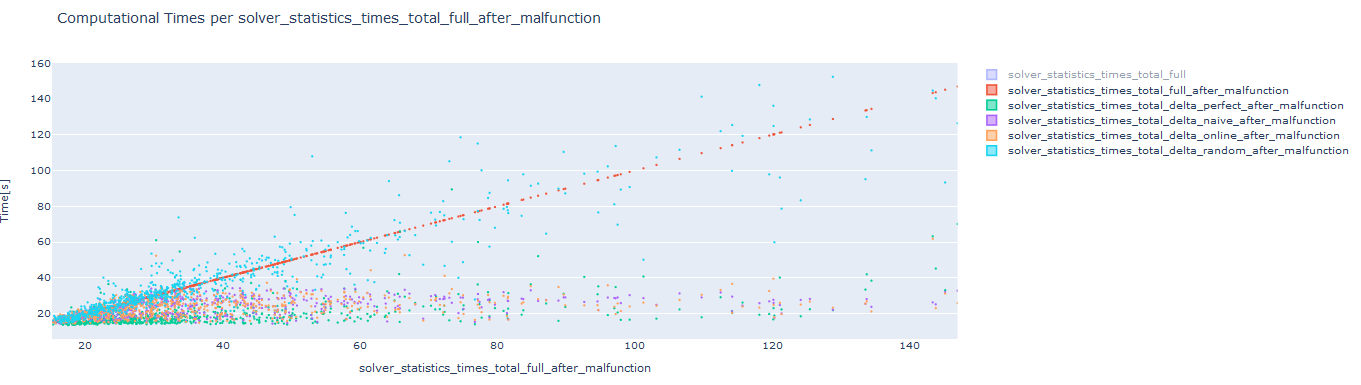 Computational Times per solver_statistics_times_total_full_after_malfunction
160
140
120
100
80
60
40
20
Time[s]
20 40 60 80 100 120 140
solver_statistics_times_total_full_after_malfunction
solver_statistics_times_total_full
solver_statistics_times_total_full_after_malfunction
solver_statistics_times_total_delta_perfect_after_malfunction
solver_statistics_times_total_delta_naive_after_malfunction
solver_statistics_times_total_delta_online_after_malfunction
solver_statistics_times_total_delta_random_after_malfunction